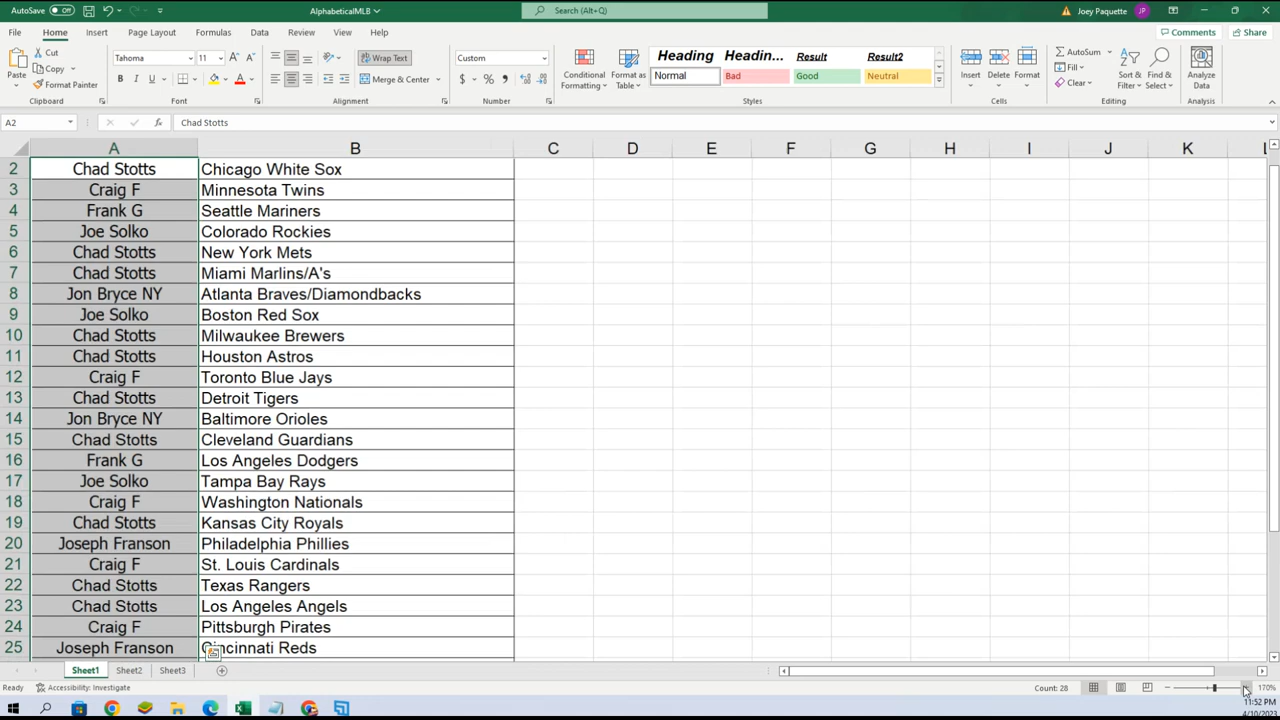 AutoSave Off AlphabeticalMLB Search (Alt+Q) Joey Paquette JP
File Home Insert Page Layout Formulas Data Review View Help Comments Share
Paste Cut Copy Format Painter Clipboard
Tahoma 11 B I U A Font
Wrap Text Merge & Center Alignment
Custom $ % Number
Conditional Formatting Format as Table
Heading Headin... Result Result2
Normal Bad Good Neutral
Styles
Insert Delete Format Cells
AutoSum Fill Clear Sort & Filter Find & Select Editing
Analyze Data Analysis
A2 fx Chad Stotts
A B C D E F G H I J K L
2 Chad Stotts Chicago White Sox
3 Craig F Minnesota Twins
4 Frank G Seattle Mariners
5 Joe Solko Colorado Rockies
6 Chad Stotts New York Mets
7 Chad Stotts Miami Marlins/A's
8 Jon Bryce NY Atlanta Braves/Diamondbacks
9 Joe Solko Boston Red Sox
10 Chad Stotts Milwaukee Brewers
11 Chad Stotts Houston Astros
12 Craig F Toronto Blue Jays
13 Chad Stotts Detroit Tigers
14 Jon Bryce NY Baltimore Orioles
15 Chad Stotts Cleveland Guardians
16 Frank G Los Angeles Dodgers
17 Joe Solko Tampa Bay Rays
18 Craig F Washington Nationals
19 Chad Stotts Kansas City Royals
20 Joseph Franson Philadelphia Phillies
21 Craig F St. Louis Cardinals
22 Chad Stotts Texas Rangers
23 Chad Stotts Los Angeles Angels
24 Craig F Pittsburgh Pirates
25 Joseph Franson Cincinnati Reds
Sheet1 Sheet2 Sheet3
Ready Accessibility: Investigate Count: 28 170%
11:52 PM
4/10/2023